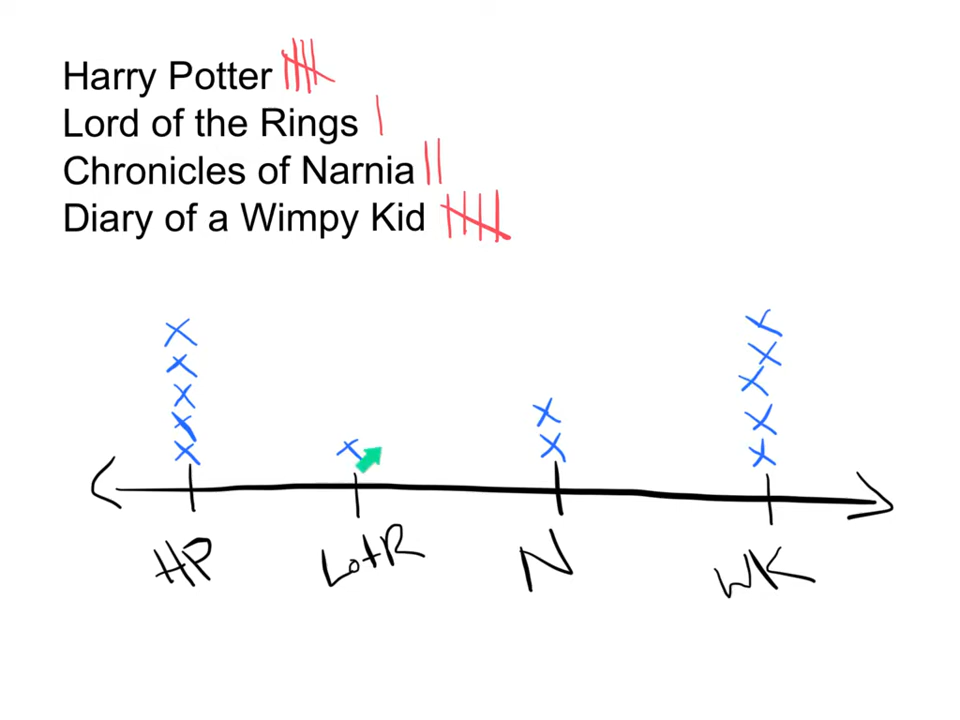 Harry Potter
Lord of the Rings
Chronicles of Narnia
Diary of a Wimpy Kid
HP LotR N WK